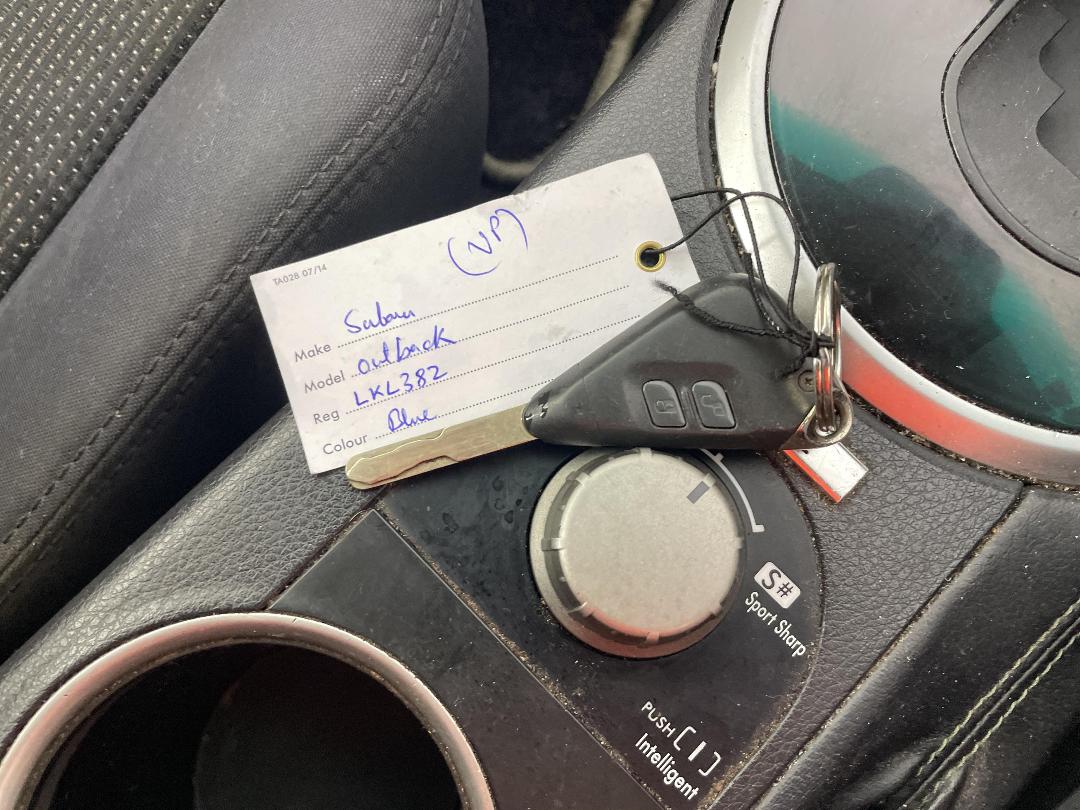 (NP)
TA028 07/14
Make Subaru
Model outback
Reg LKL382
Colour Blue
S#
Sport Sharp
PUSH [I]
Intelligent